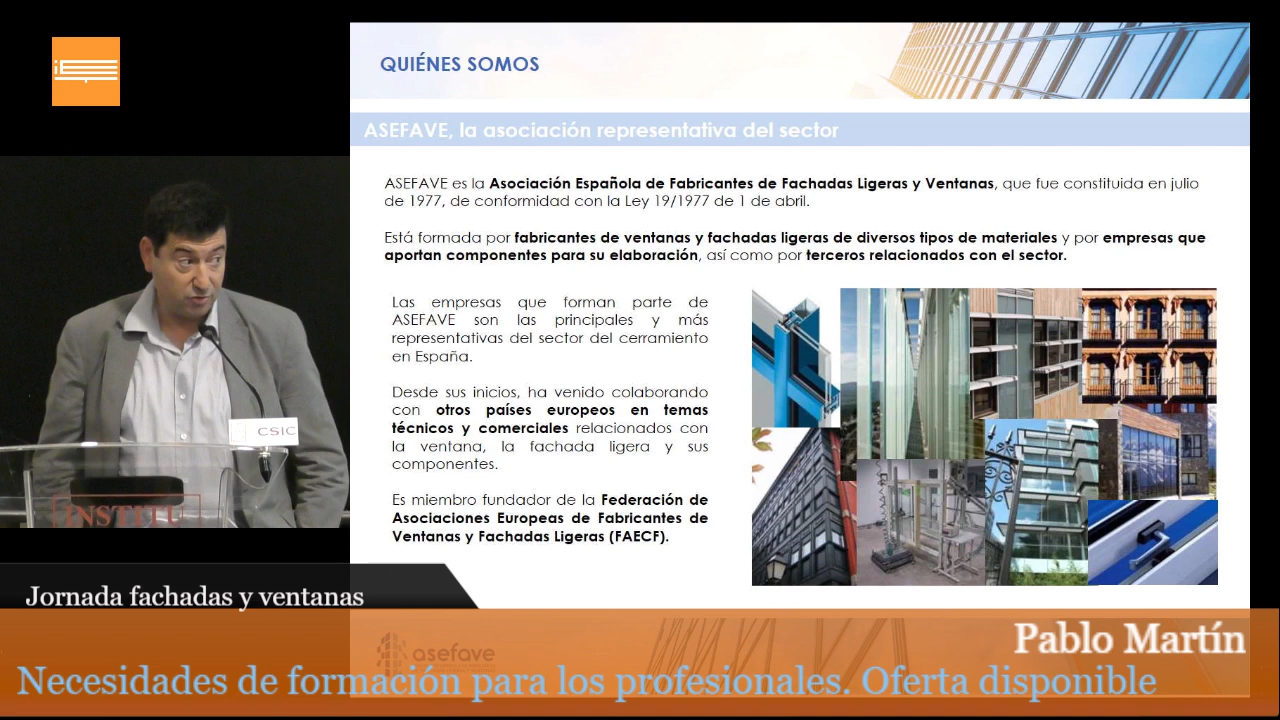 QUIÉNES SOMOS
ASEFAVE, la asociación representativa del sector
ASEFAVE es la Asociación Española de Fabricantes de Fachadas Ligeras y Ventanas, que fue constituida en julio
de 1977, de conformidad con la Ley 19/1977 de 1 de abril.
Está formada por fabricantes de ventanas y fachadas ligeras de diversos tipos de materiales y por empresas que
aportan componentes para su elaboración, así como por terceros relacionados con el sector.
Las empresas que forman parte de
ASEFAVE son las principales y más
representativas del sector del cerramiento
en España.
Desde sus inicios, ha venido colaborando
con otros países europeos en temas
técnicos y comerciales relacionados con
la ventana, la fachada ligera y sus
componentes.
Es miembro fundador de la Federación de
Asociaciones Europeas de Fabricantes de
Ventanas y Fachadas Ligeras (FAECF).
CSIC
INSTITU
Jornada fachadas y ventanas
Pablo Martín
asefave
Necesidades de formación para los profesionales. Oferta disponible